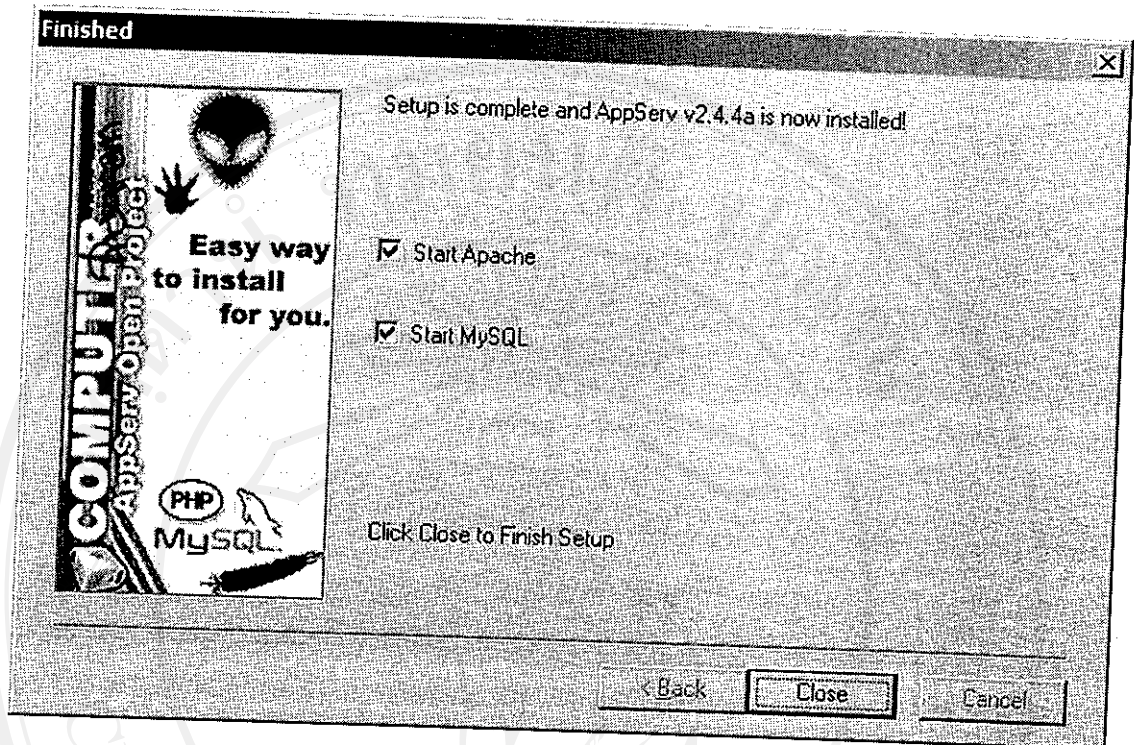 Finished
Setup is complete and AppServ v2.4.4a is now installed!
COMPUTER
AppServ Open Project
Easy way
to install
for you.
Start Apache
Start MySQL
PHP
MySQL
Click Close to Finish Setup
< Back
Close
Cancel